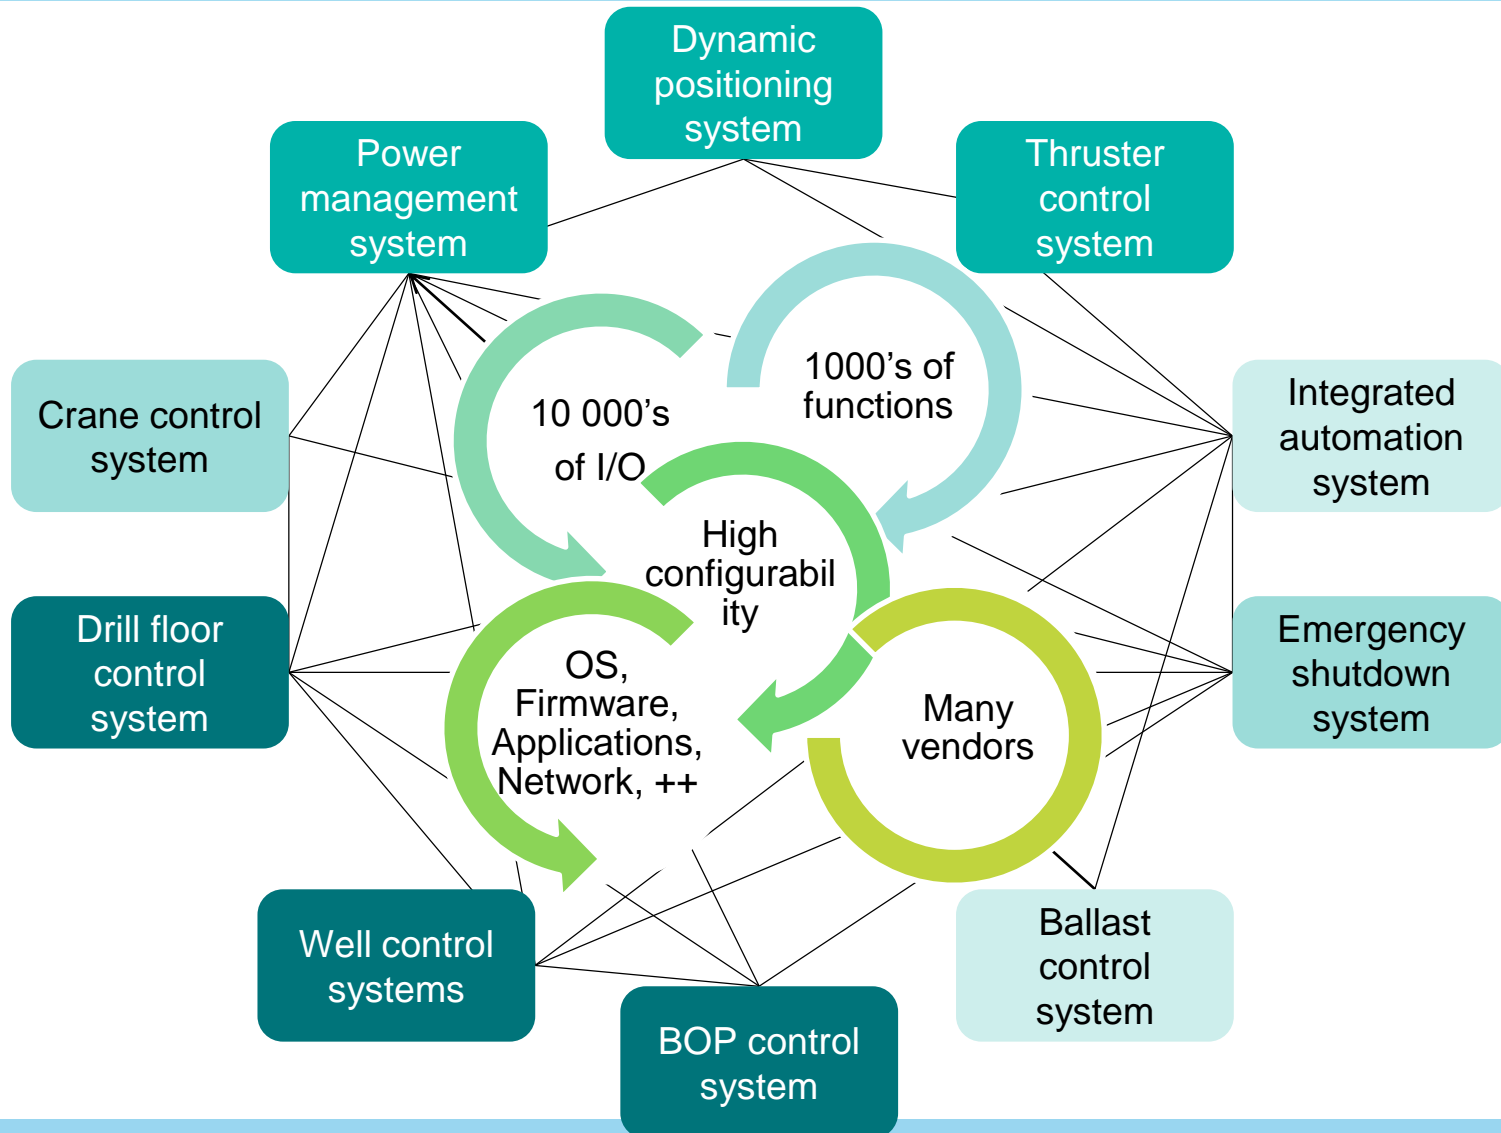 Dynamic
positioning
system
Power
management
system
Thruster
control
system
1000’s of
functions
10 000’s
of I/O
Crane control
system
Integrated
automation
system
High
configurabil
ity
Drill floor
control
system
OS,
Firmware,
Applications,
Network, ++
Many
vendors
Emergency
shutdown
system
Well control
systems
Ballast
control
system
BOP control
system